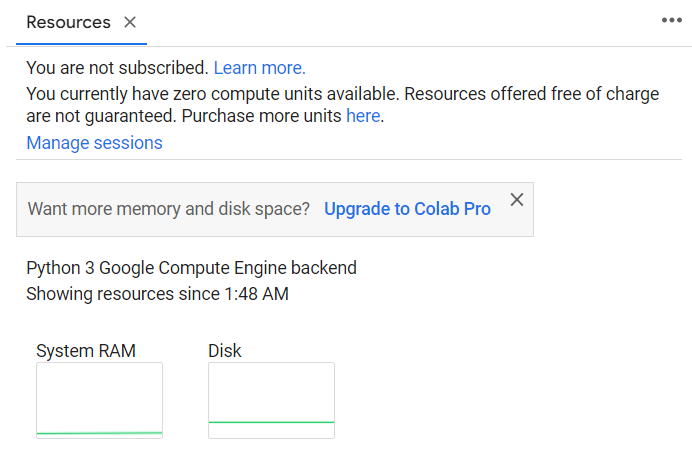 Resources
You are not subscribed. Learn more.
You currently have zero compute units available. Resources offered free of charge
are not guaranteed. Purchase more units here.
Manage sessions
Want more memory and disk space? Upgrade to Colab Pro
Python 3 Google Compute Engine backend
Showing resources since 1:48 AM
System RAM Disk